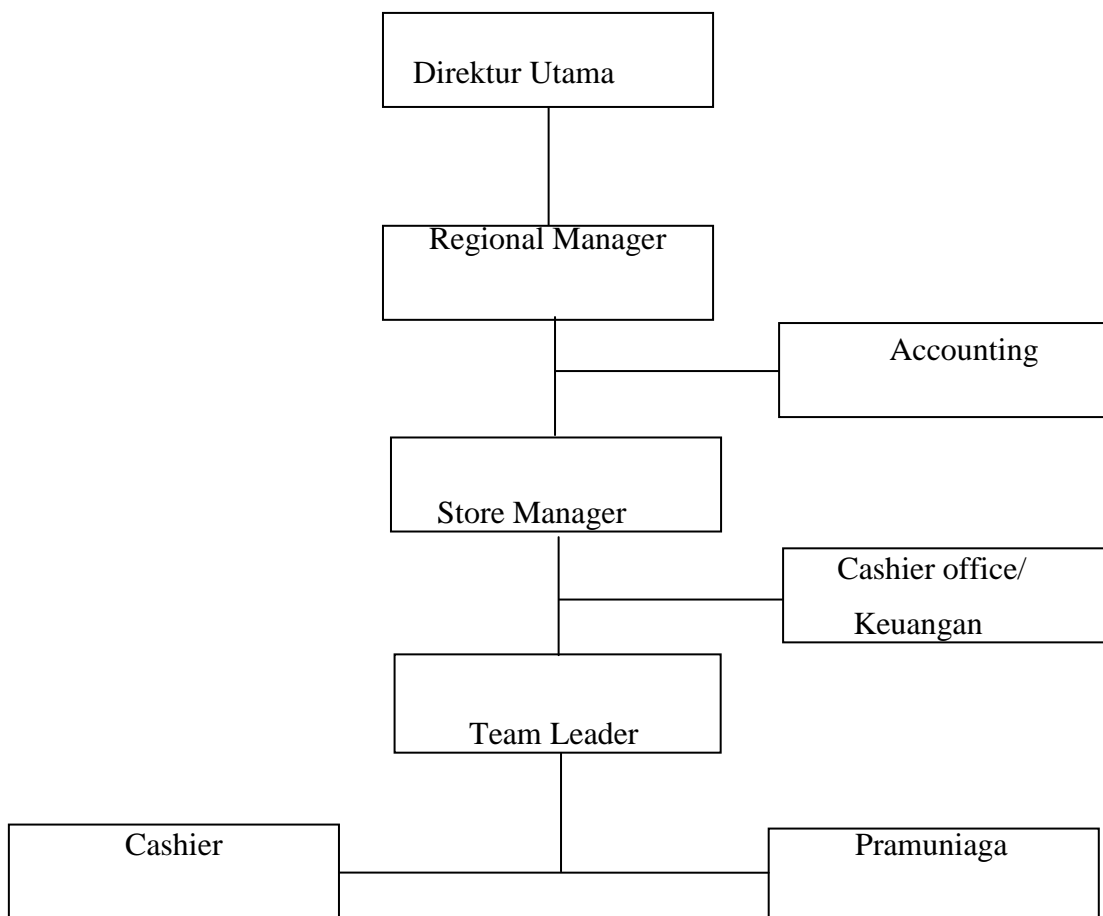 Direktur Utama
Regional Manager
Accounting
Store Manager
Cashier office/
Keuangan
Team Leader
Cashier
Pramuniaga